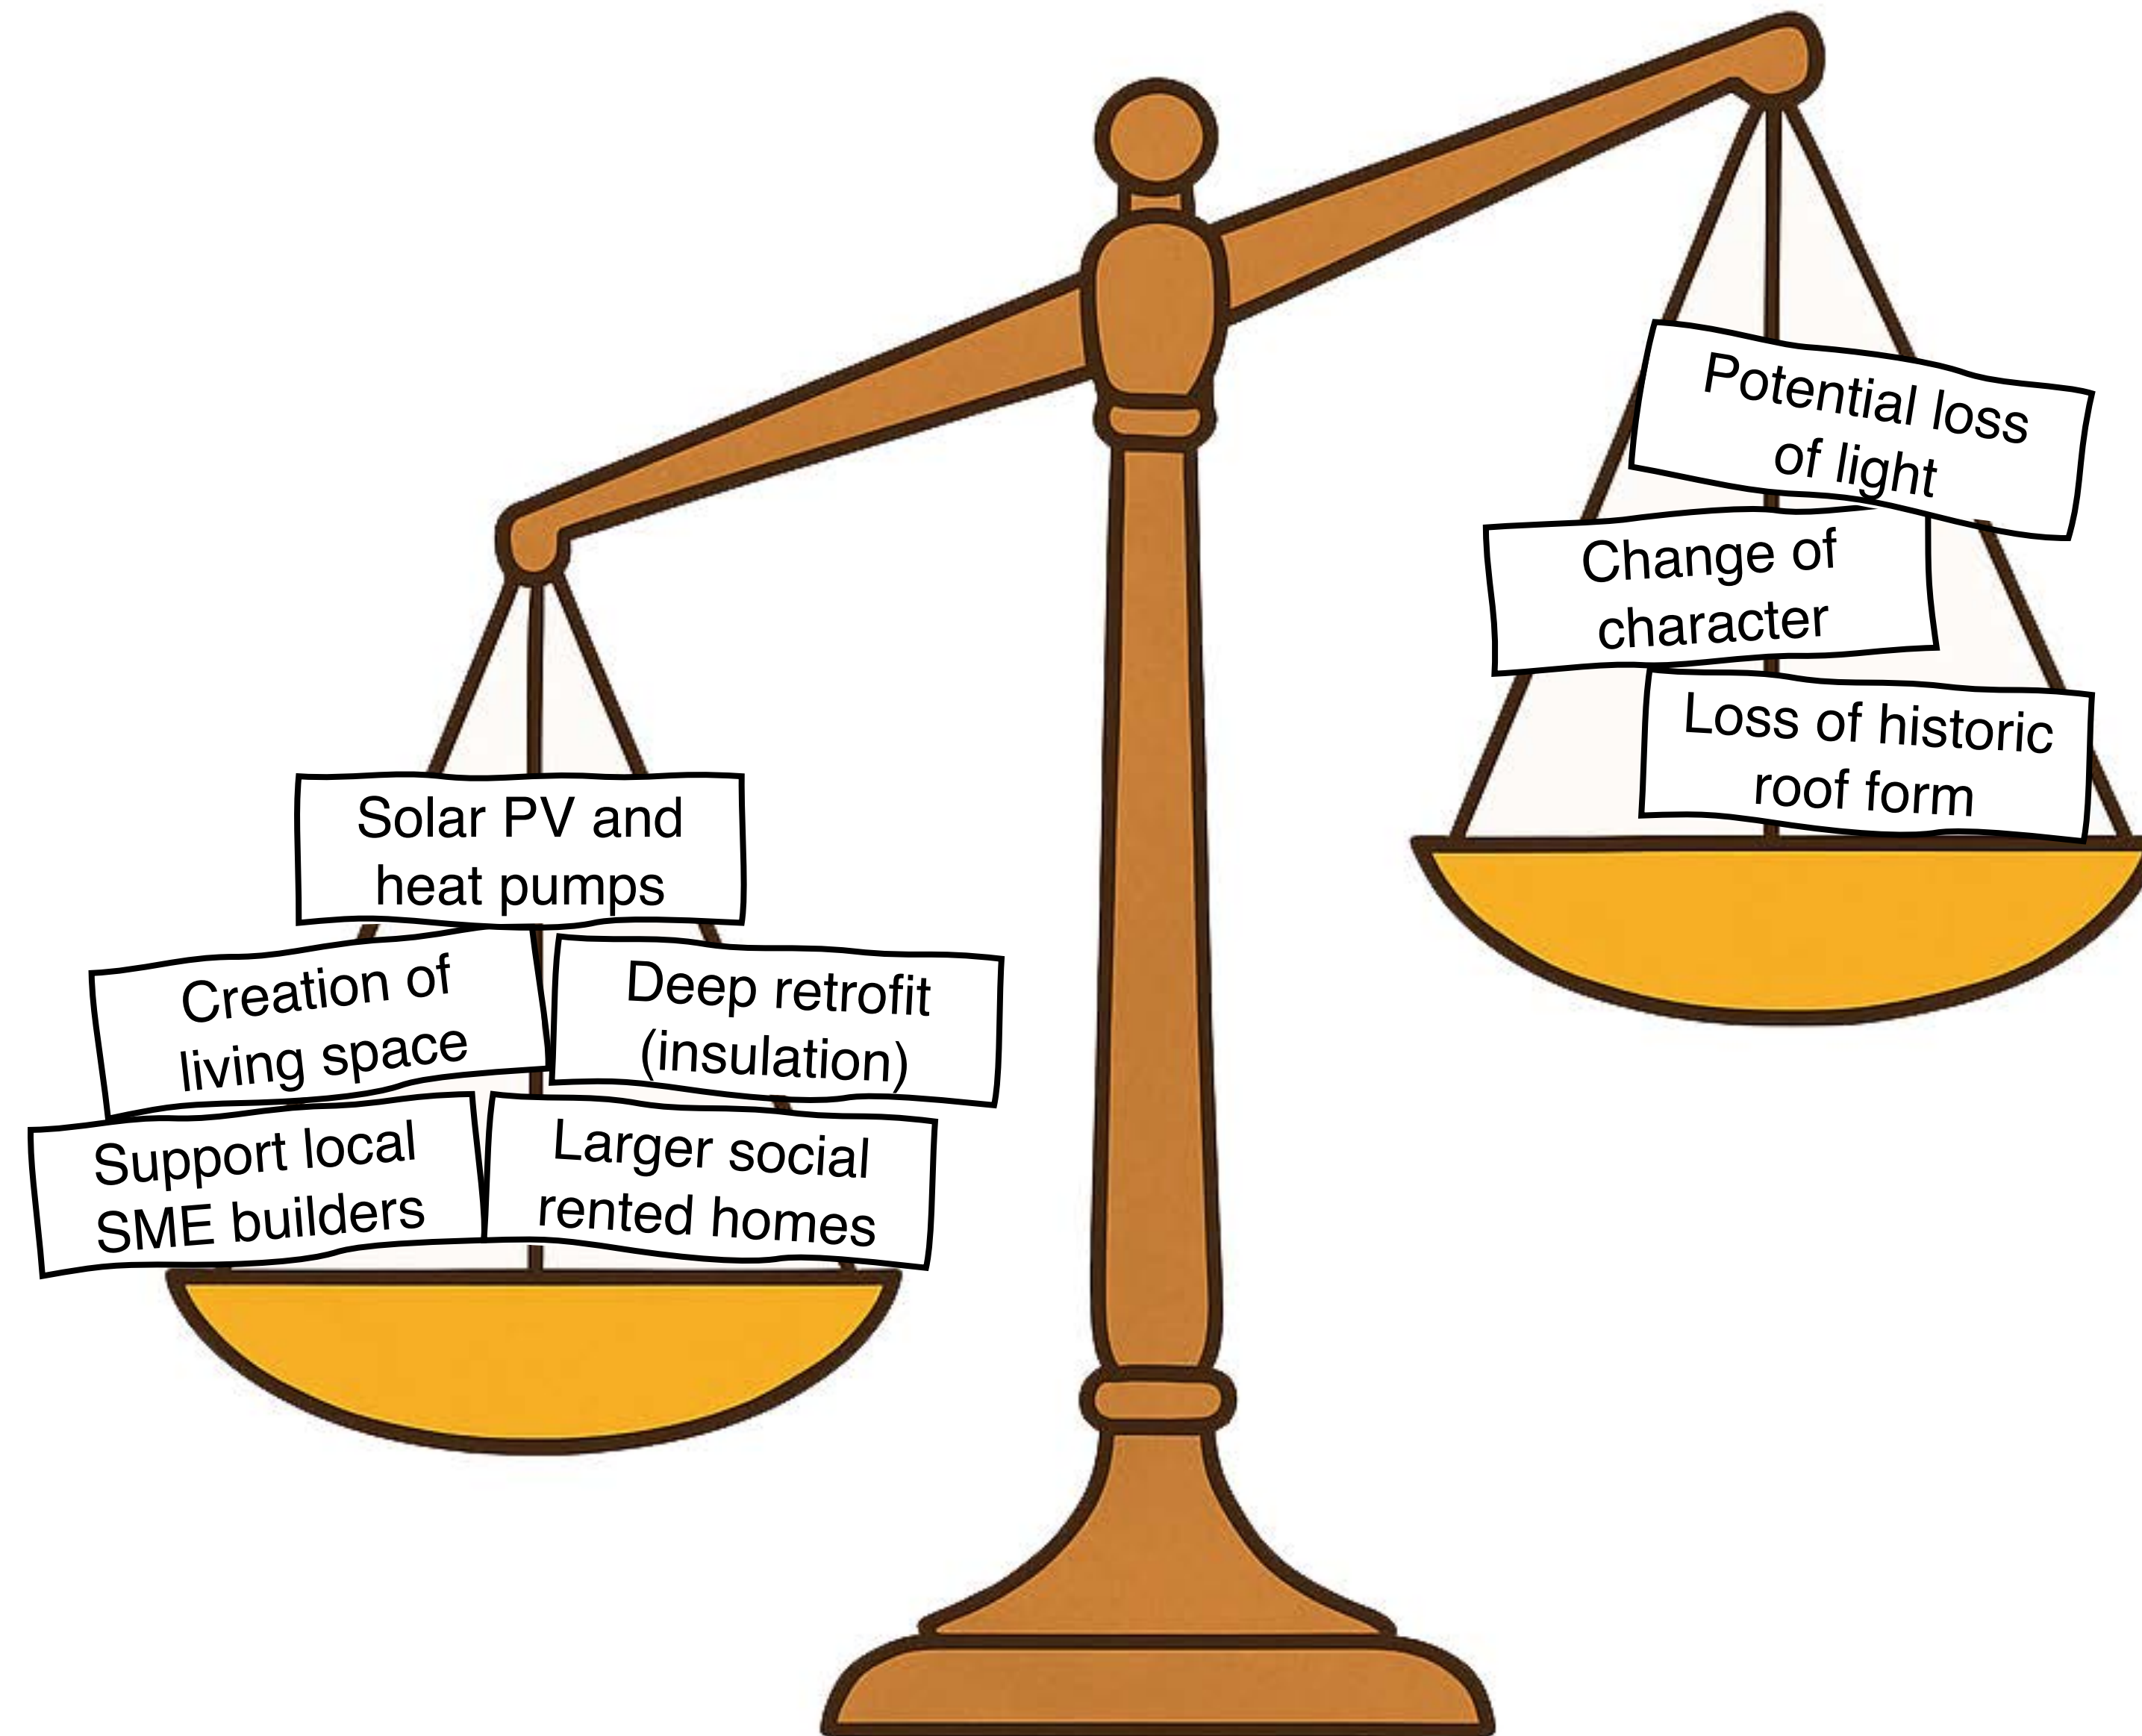 Potential loss
of light
Change of
character
Loss of historic
roof form
Solar PV and
heat pumps
Creation of
living space
Deep retrofit
(insulation)
Support local
SME builders
Larger social
rented homes